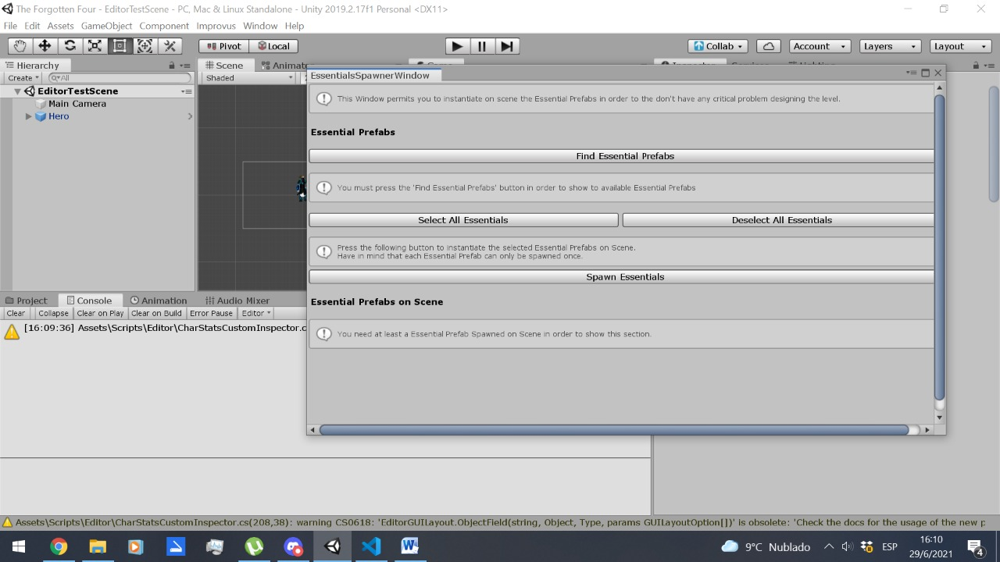 The Forgotten Four - EditorTestScene - PC, Mac & Linux Standalone - Unity 2019.2.17f1 Personal <DX11>
File Edit Assets GameObject Component Improvus Window Help
Pivot Local Collab Account Layers Layout
Hierarchy Scene
Create All Shaded
EssentialsSpawnerWindow
EditorTestScene
Main Camera
Hero
This Window permits you to instantiate on scene the Essential Prefabs in order to the don't have any critical problem designing the level.
Essential Prefabs
Find Essential Prefabs
You must press the 'Find Essential Prefabs' button in order to show to available Essential Prefabs
Select All Essentials Deselect All Essentials
Press the following button to instantiate the selected Essential Prefabs on Scene.
Have in mind that each Essential Prefab can only be spawned once.
Spawn Essentials
Essential Prefabs on Scene
You need at least a Essential Prefab Spawned on Scene in order to show this section.
Project Console Animation Audio Mixer
Clear Collapse Clear on Play Clear on Build Error Pause Editor
[16:09:36] Assets\Scripts\Editor\CharStatsCustomInspector.c
Assets\Scripts\Editor\CharStatsCustomInspector.cs(208,38): warning CS0618: 'EditorGUILayout.ObjectField(string, Object, Type, params GUILayoutOption[])' is obsolete: 'Check the docs for the usage of the new p
9°C Nublado ESP 16:10
29/6/2021 4